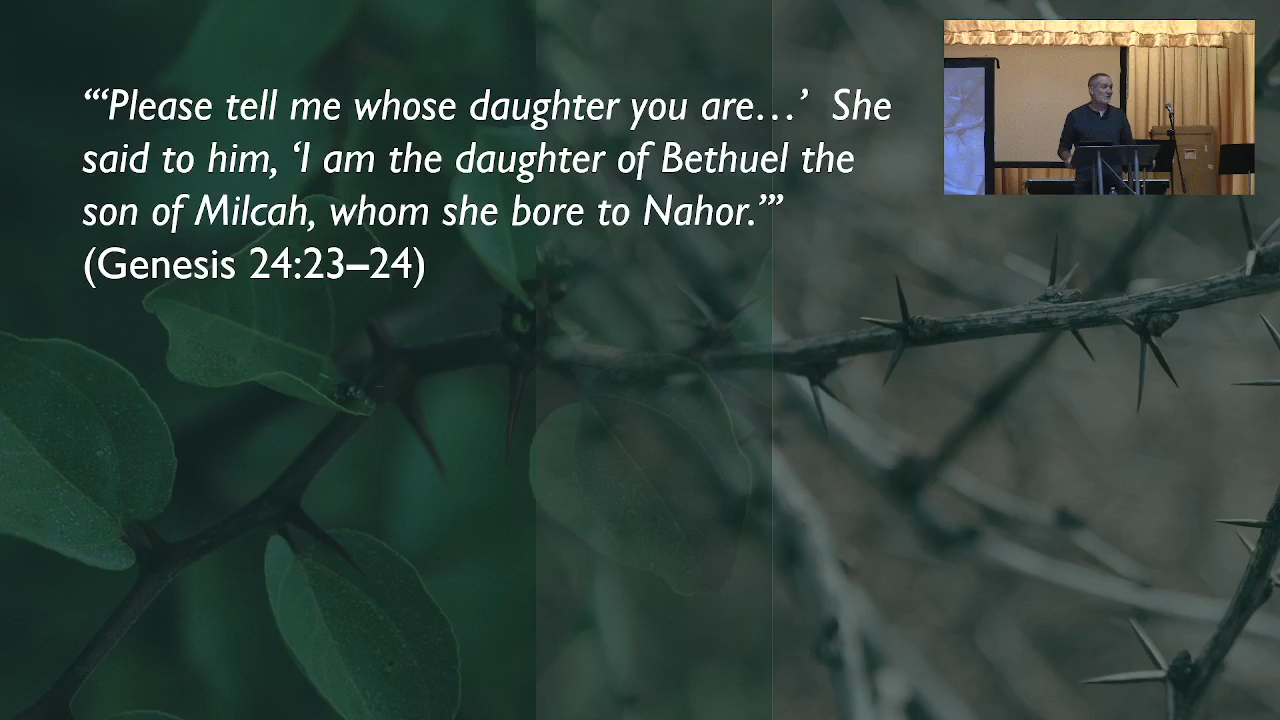 “‘Please tell me whose daughter you are…’  She
said to him, ‘I am the daughter of Bethuel the
son of Milcah, whom she bore to Nahor.’”
(Genesis 24:23–24)